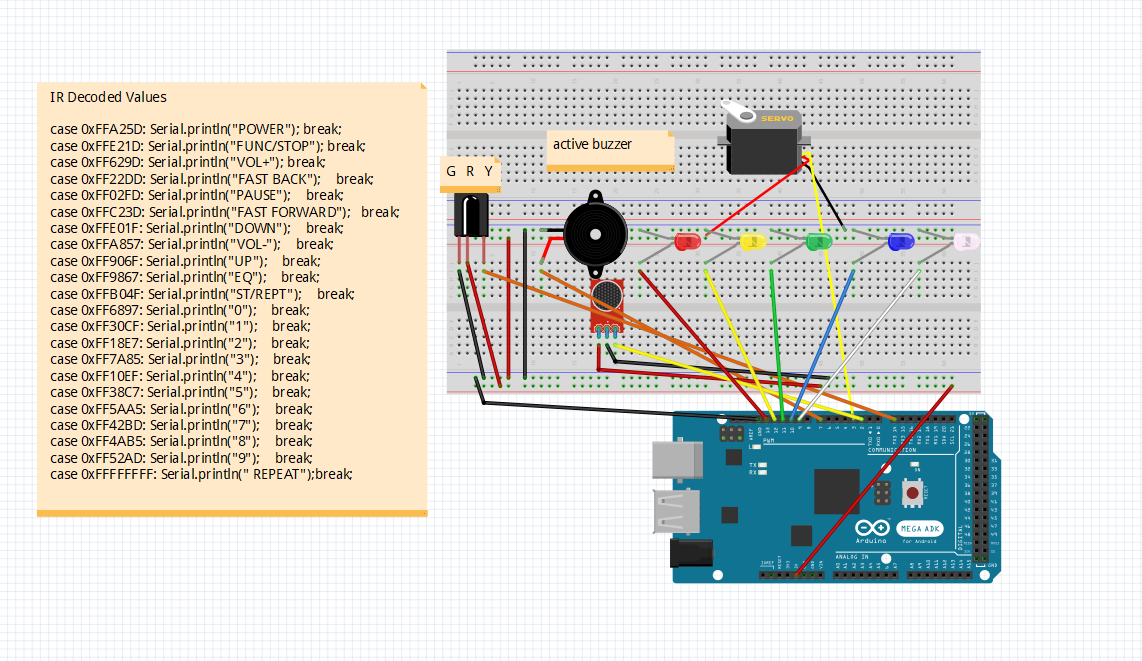 IR Decoded Values
case 0xFFA25D: Serial.println("POWER"); break;
case 0xFFE21D: Serial.println("FUNC/STOP"); break;
case 0xFF629D: Serial.println("VOL+"); break;
case 0xFF22DD: Serial.println("FAST BACK");    break;
case 0xFF02FD: Serial.println("PAUSE");    break;
case 0xFFC23D: Serial.println("FAST FORWARD");   break;
case 0xFFE01F: Serial.println("DOWN");    break;
case 0xFFA857: Serial.println("VOL-");    break;
case 0xFF906F: Serial.println("UP");    break;
case 0xFF9867: Serial.println("EQ");    break;
case 0xFFB04F: Serial.println("ST/REPT");    break;
case 0xFF6897: Serial.println("0");    break;
case 0xFF30CF: Serial.println("1");    break;
case 0xFF18E7: Serial.println("2");    break;
case 0xFF7A85: Serial.println("3");    break;
case 0xFF10EF: Serial.println("4");    break;
case 0xFF38C7: Serial.println("5");    break;
case 0xFF5AA5: Serial.println("6");    break;
case 0xFF42BD: Serial.println("7");    break;
case 0xFF4AB5: Serial.println("8");    break;
case 0xFF52AD: Serial.println("9");    break;
case 0xFFFFFFFF: Serial.println(" REPEAT");break;
G R Y
active buzzer
SERVO
PWM
COMMUNICATION
TX
RX
L
ON
RESET
Arduino
MEGA ADK
for Android
DIGITAL
ANALOG IN